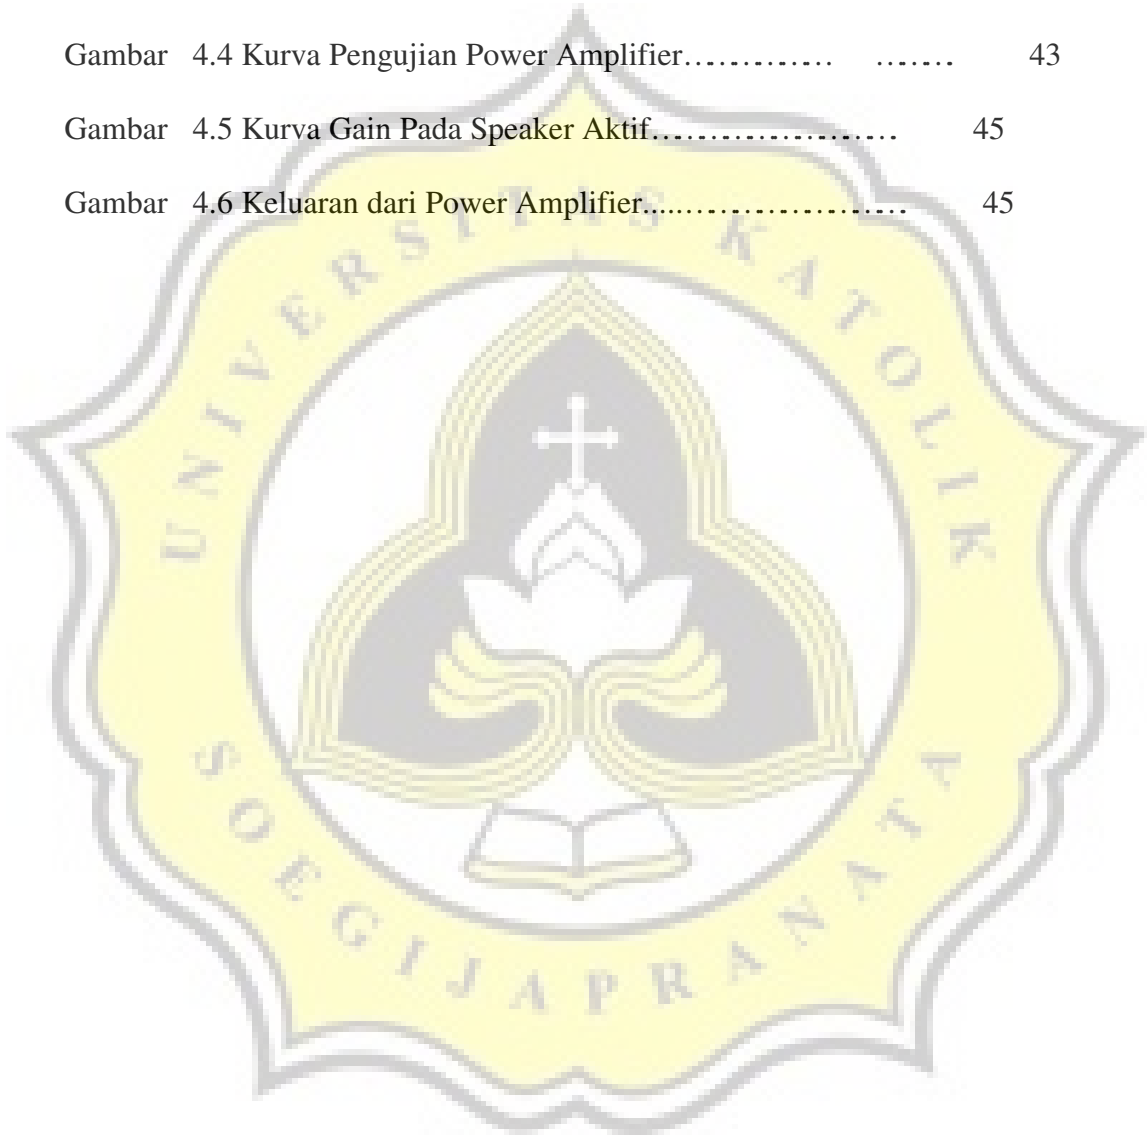 Gambar 4.4 Kurva Pengujian Power Amplifier…………… …….. 43
Gambar 4.5 Kurva Gain Pada Speaker Aktif…………………… 45
Gambar 4.6 Keluaran dari Power Amplifier....………………… 45
UNIVERSITAS KATOLIK
SOEGIJAPRANATA